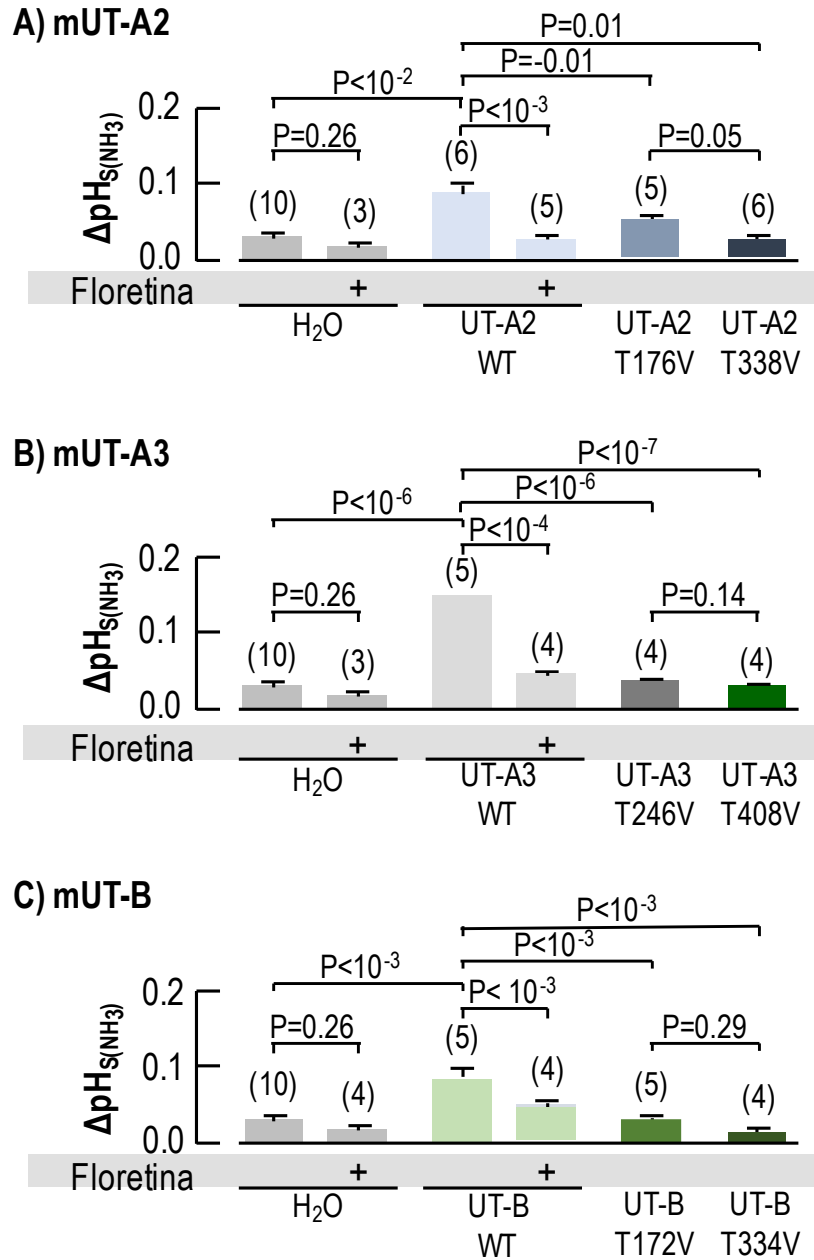 A) mUT-A2
P=0.01
P=-0.01
P<10⁻²
P<10⁻³
P=0.26
P=0.05
0.2
0.1
0.0
ΔpHS(NH₃)
(10)
(3)
(6)
(5)
(5)
(6)
Floretina + +
H₂O
UT-A2
WT
UT-A2
T176V
UT-A2
T338V
B) mUT-A3
P<10⁻⁷
P<10⁻⁶
P<10⁻⁶
P<10⁻⁴
P=0.26
P=0.14
0.2
0.1
0.0
ΔpHS(NH₃)
(10)
(3)
(5)
(4)
(4)
(4)
Floretina + +
H₂O
UT-A3
WT
UT-A3
T246V
UT-A3
T408V
C) mUT-B
P<10⁻³
P<10⁻³
P<10⁻³
P< 10⁻³
P=0.26
P=0.29
0.2
0.1
0.0
ΔpHS(NH₃)
(10)
(4)
(5)
(4)
(5)
(4)
Floretina + +
H₂O
UT-B
WT
UT-B
T172V
UT-B
T334V